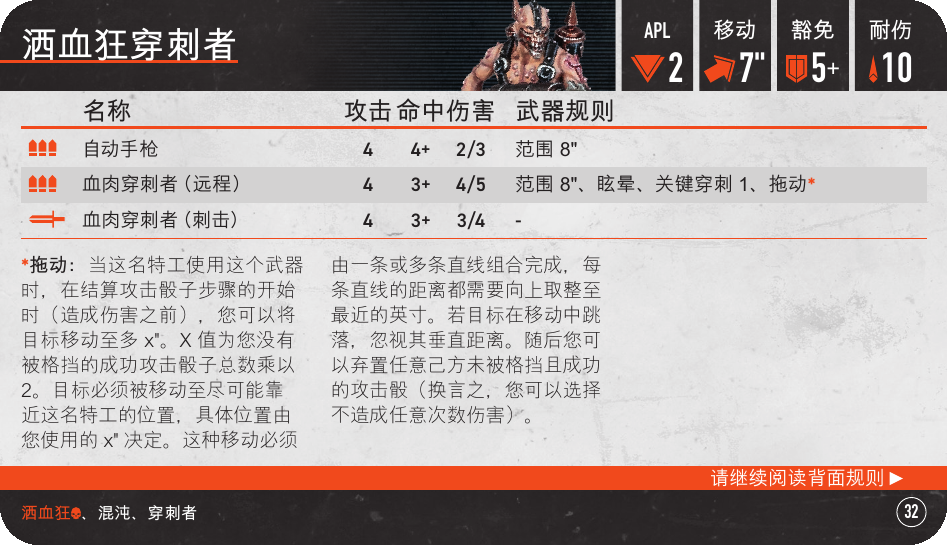 洒血狂穿刺者
APL 移动 豁免 耐伤
2 7" 5+ 10
名称 攻击 命中 伤害 武器规则
自动手枪 4 4+ 2/3 范围 8"
血肉穿刺者（远程） 4 3+ 4/5 范围 8"、眩晕、关键穿刺 1、拖动*
血肉穿刺者（刺击） 4 3+ 3/4 -
*拖动：当这名特工使用这个武器
时，在结算攻击骰子步骤的开始
时（造成伤害之前），您可以将
目标移动至多 x"。X 值为您没有
被格挡的成功攻击骰子总数乘以
2。目标必须被移动至尽可能靠
近这名特工的位置，具体位置由
您使用的 x" 决定。这种移动必须
由一条或多条直线组合完成，每
条直线的距离都需要向上取整至
最近的英寸。若目标在移动中跳
落，忽视其垂直距离。随后您可
以弃置任意己方未被格挡且成功
的攻击骰（换言之，您可以选择
不造成任意次数伤害）。
请继续阅读背面规则▶
洒血狂、混沌、穿刺者
32